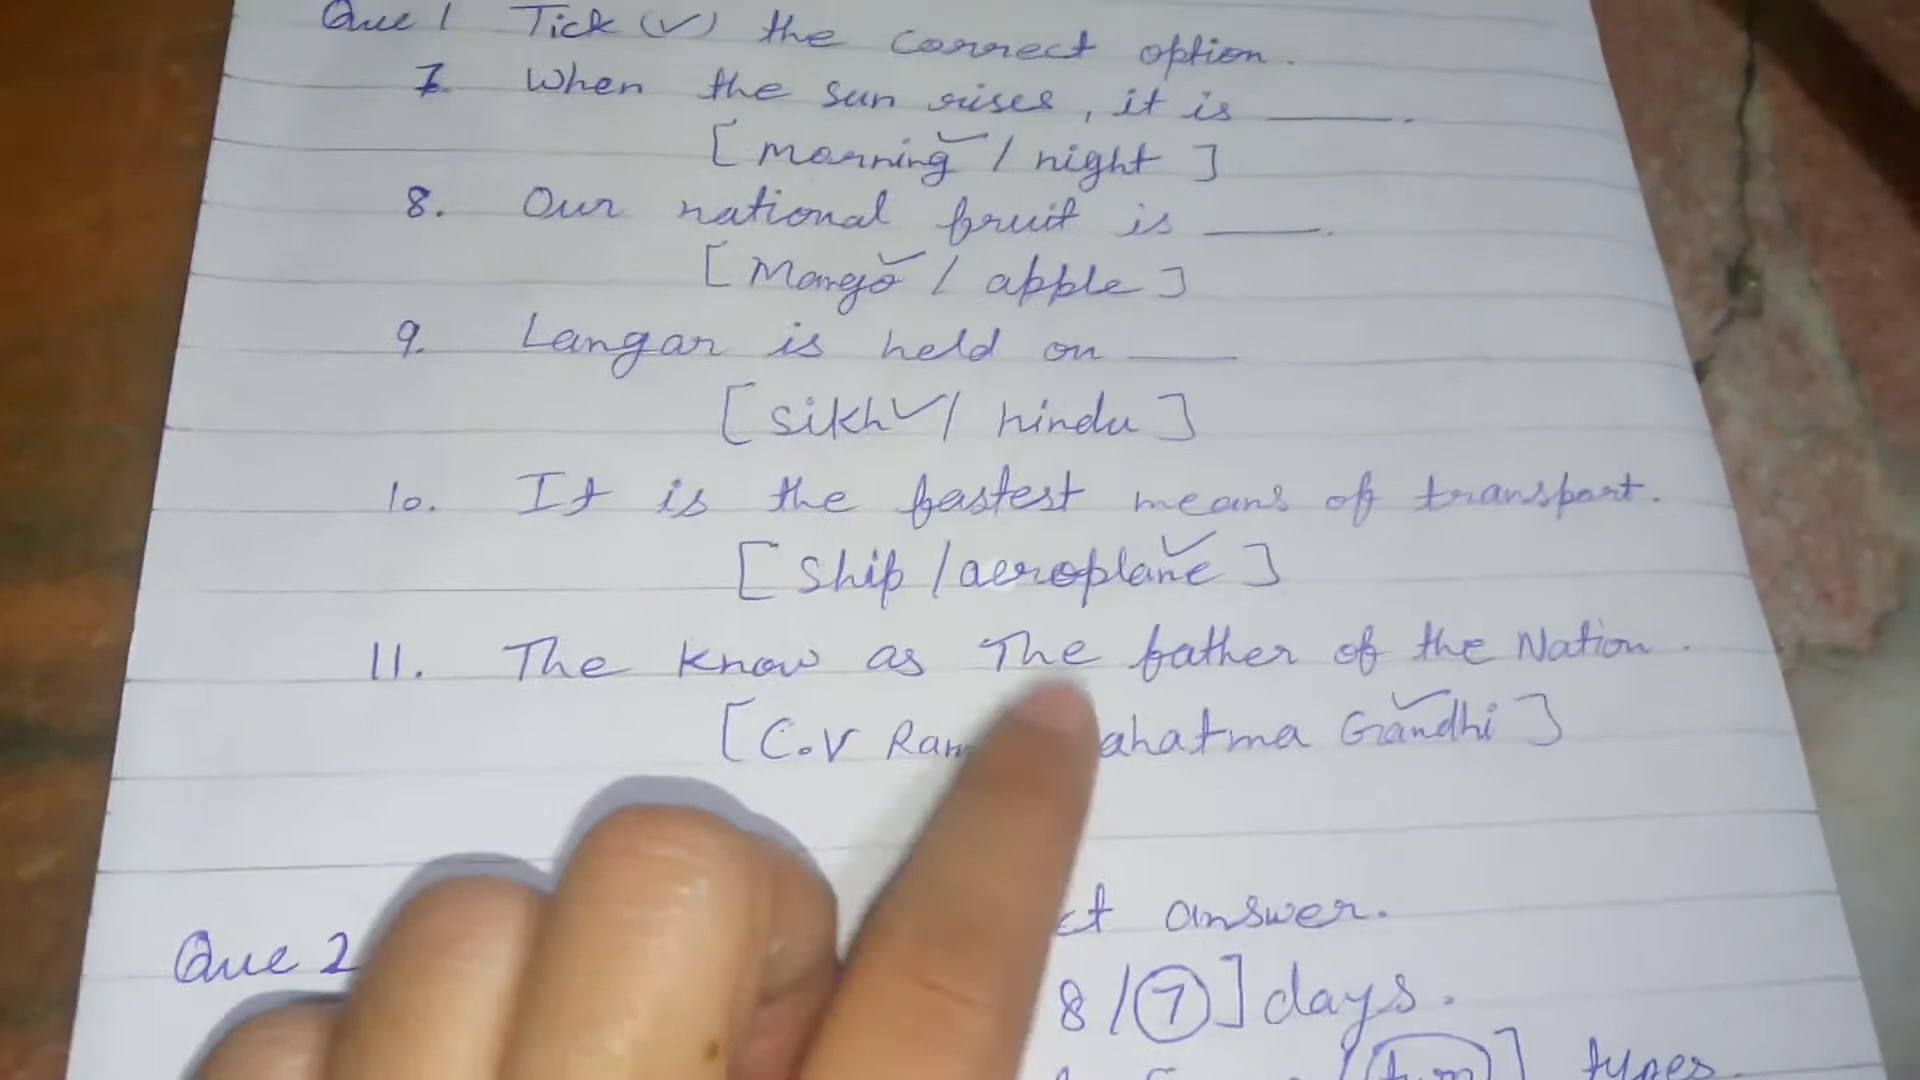 Que 1 Tick (✓) the correct option.
7. When the sun rises, it is ____.
[morning ✓ / night]
8. Our national fruit is ____.
[Mango ✓ / apple]
9. Langar is held on ____
[sikh ✓ / hindu]
10. It is the fastest means of transport.
[Ship / aeroplane ✓]
11. The know as The father of the Nation.
[C.V Ram ahatma Gandhi ✓]
Que 2 ct answer.
8 / 7] days.
] types